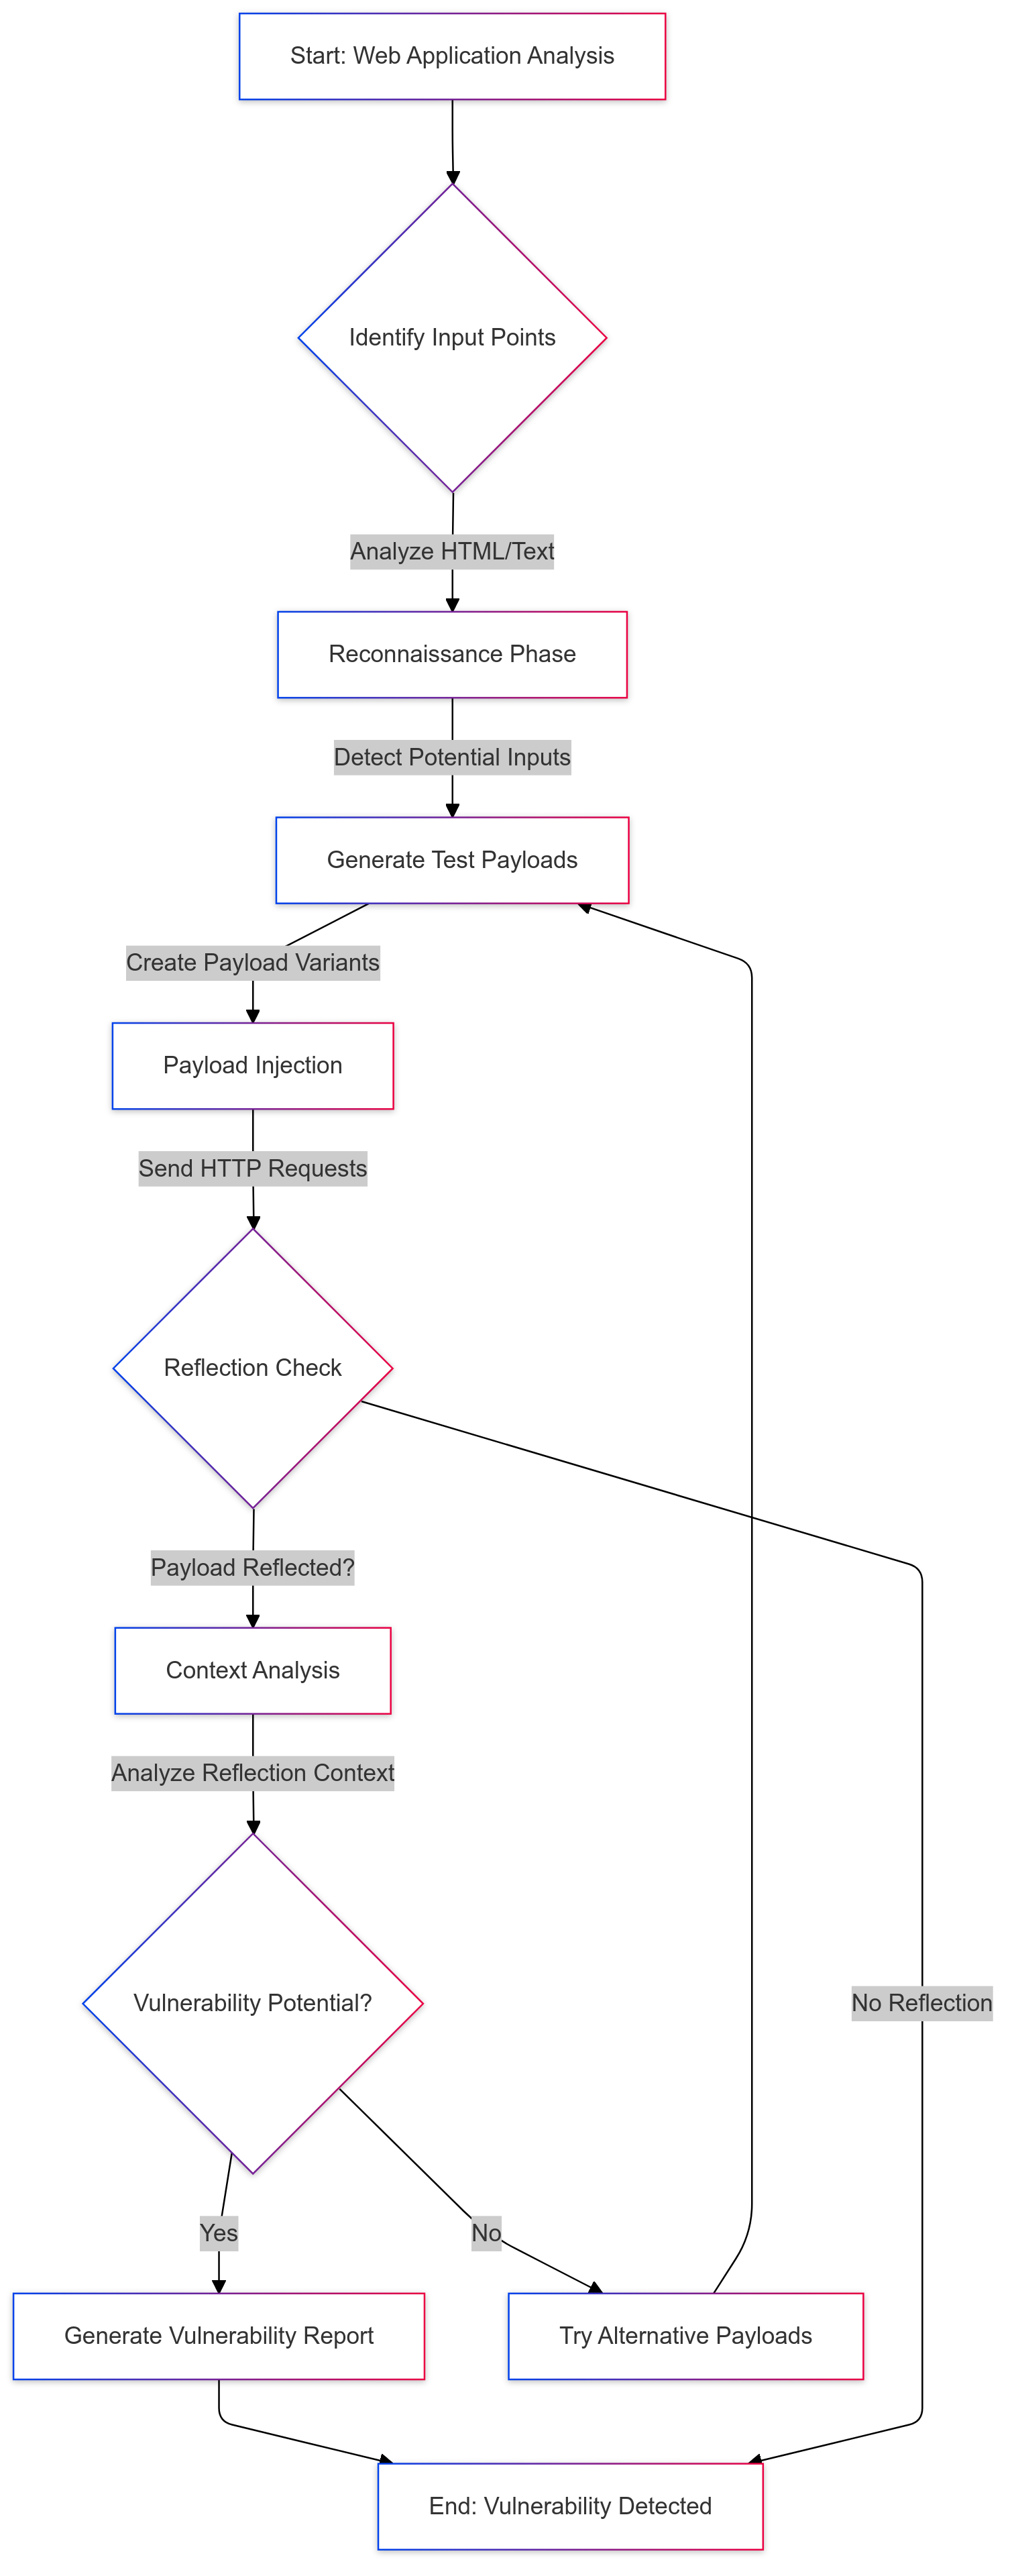 Start: Web Application Analysis
Identify Input Points
Analyze HTML/Text
Reconnaissance Phase
Detect Potential Inputs
Generate Test Payloads
Create Payload Variants
Payload Injection
Send HTTP Requests
Reflection Check
Payload Reflected?
Context Analysis
Analyze Reflection Context
Vulnerability Potential?
No Reflection
Yes
No
Generate Vulnerability Report
Try Alternative Payloads
End: Vulnerability Detected